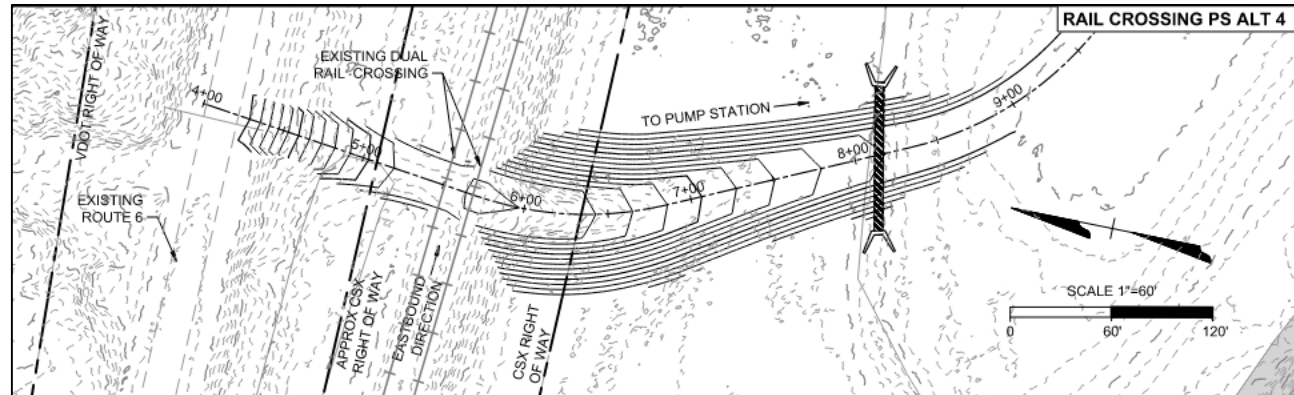 RAIL CROSSING PS ALT 4
VDOT RIGHT OF WAY
EXISTING DUAL
RAIL CROSSING
4+00
TO PUMP STATION
9+00
5+00
8+00
EXISTING
ROUTE 6
6+00
7+00
APPROX CSX
RIGHT OF WAY
EASTBOUND
DIRECTION
CSX RIGHT
OF WAY
SCALE 1"=60'
0
60'
120'